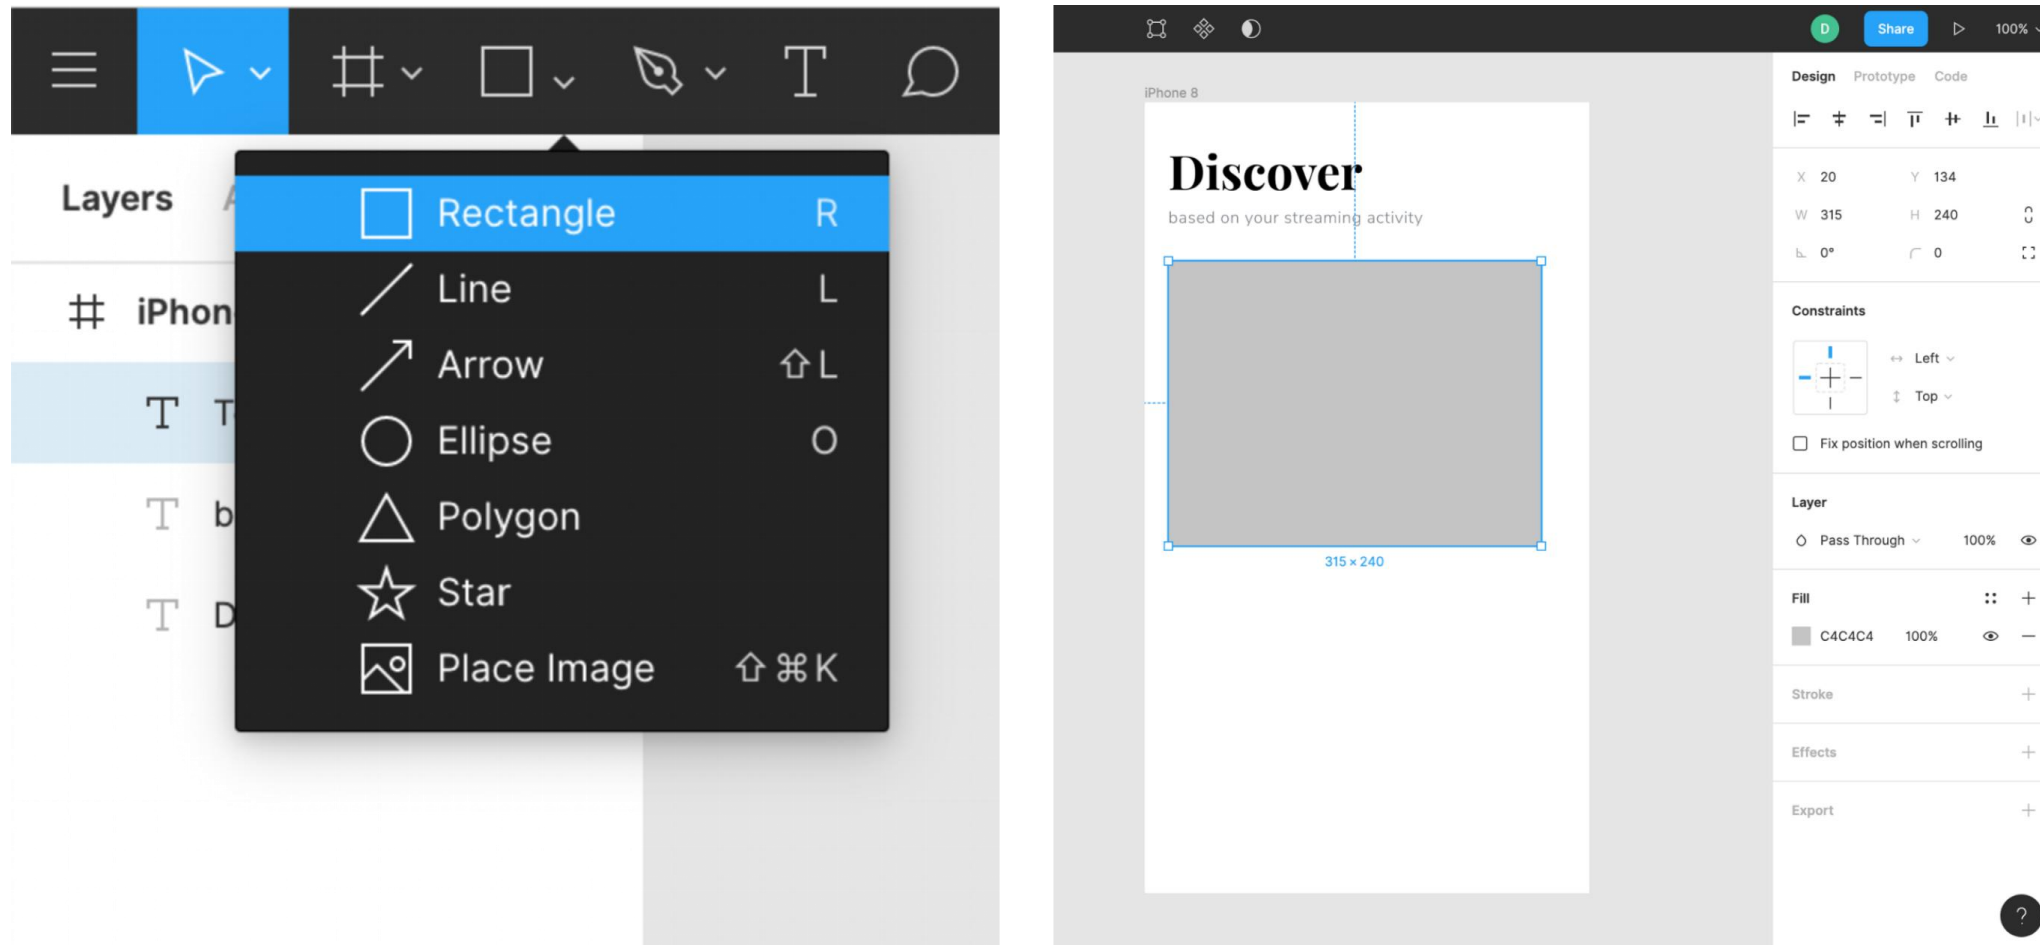 Layers
iPhon
T
b
D
Rectangle R
Line L
Arrow ⇧L
Ellipse O
Polygon
Star
Place Image ⇧⌘K
D Share 100%
iPhone 8
Discover
based on your streaming activity
315 × 240
Design Prototype Code
X 20 Y 134
W 315 H 240
0° 0
Constraints
Left
Top
Fix position when scrolling
Layer
Pass Through 100%
Fill
C4C4C4 100%
Stroke
Effects
Export
?